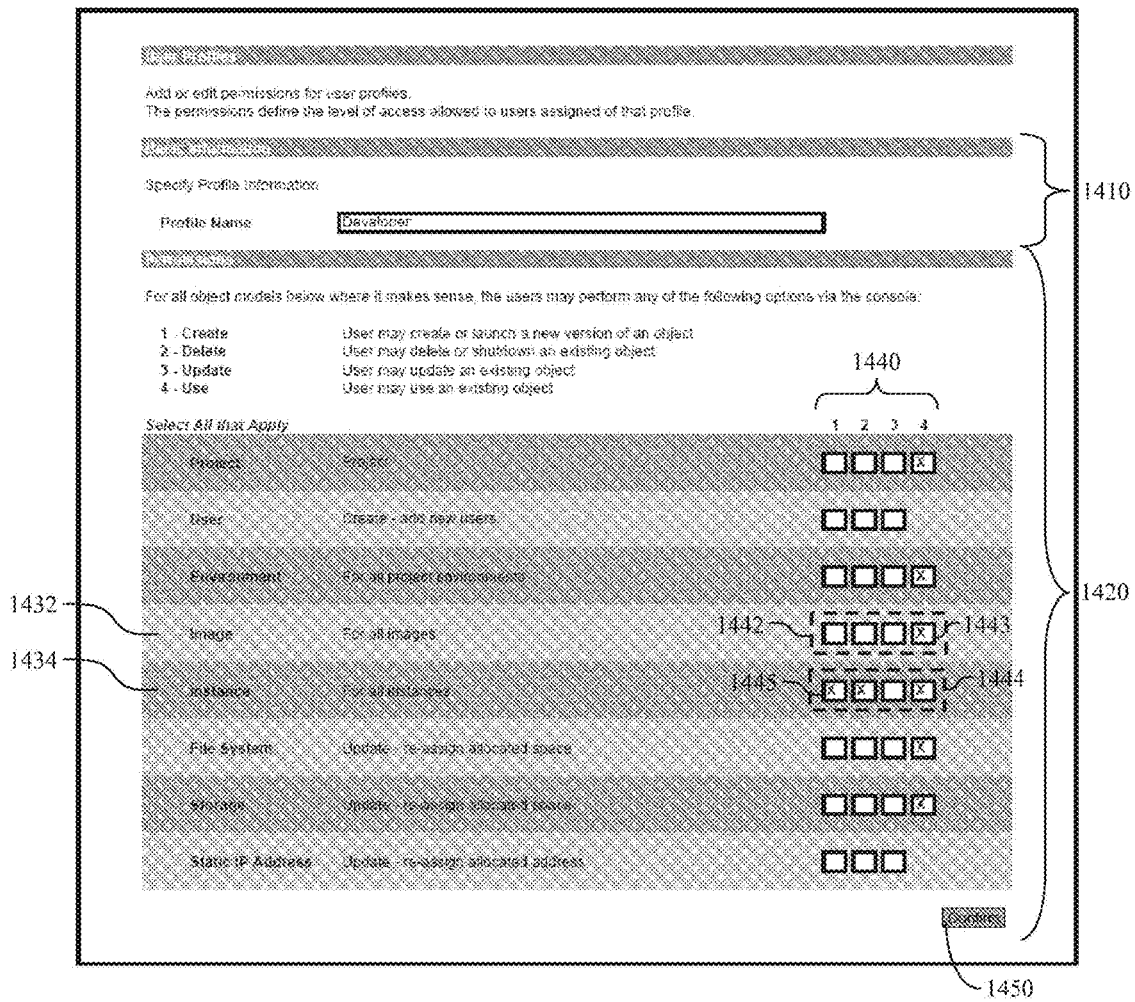 User Profiles
Add or edit permissions for user profiles.
The permissions define the level of access allowed to users assigned of that profile.
Specify Profile Information
1410
Profile Name Developer
For all object models below where it makes sense, the users may perform any of the following options via the console:
1 - Create User may create or launch a new version of an object
2 - Delete User may delete or shutdown an existing object
3 - Update User may update an existing object
4 - Use User may use an existing object
1440
Select All that Apply 1 2 3 4
Project Project X
User Create - add new users
Environment For all project environments X
1420
1432 Image For all images 1442 X 1443
1434 Instance For all instances 1445 X X X 1444
File System Update - re-assign allocated space X
Storage Update - re-assign allocated space X
Static IP Address Update - re-assign allocated address
1450